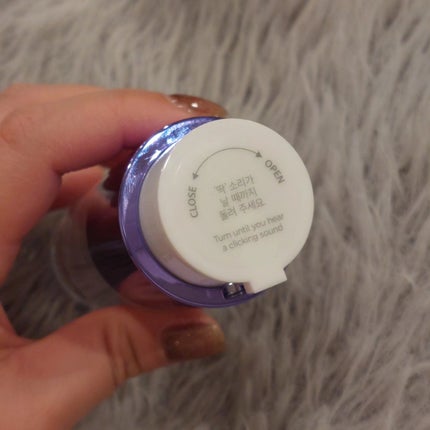 CLOSE
OPEN
'딱' 소리가
날 때까지
돌려 주세요
Turn until you hear
a clicking sound